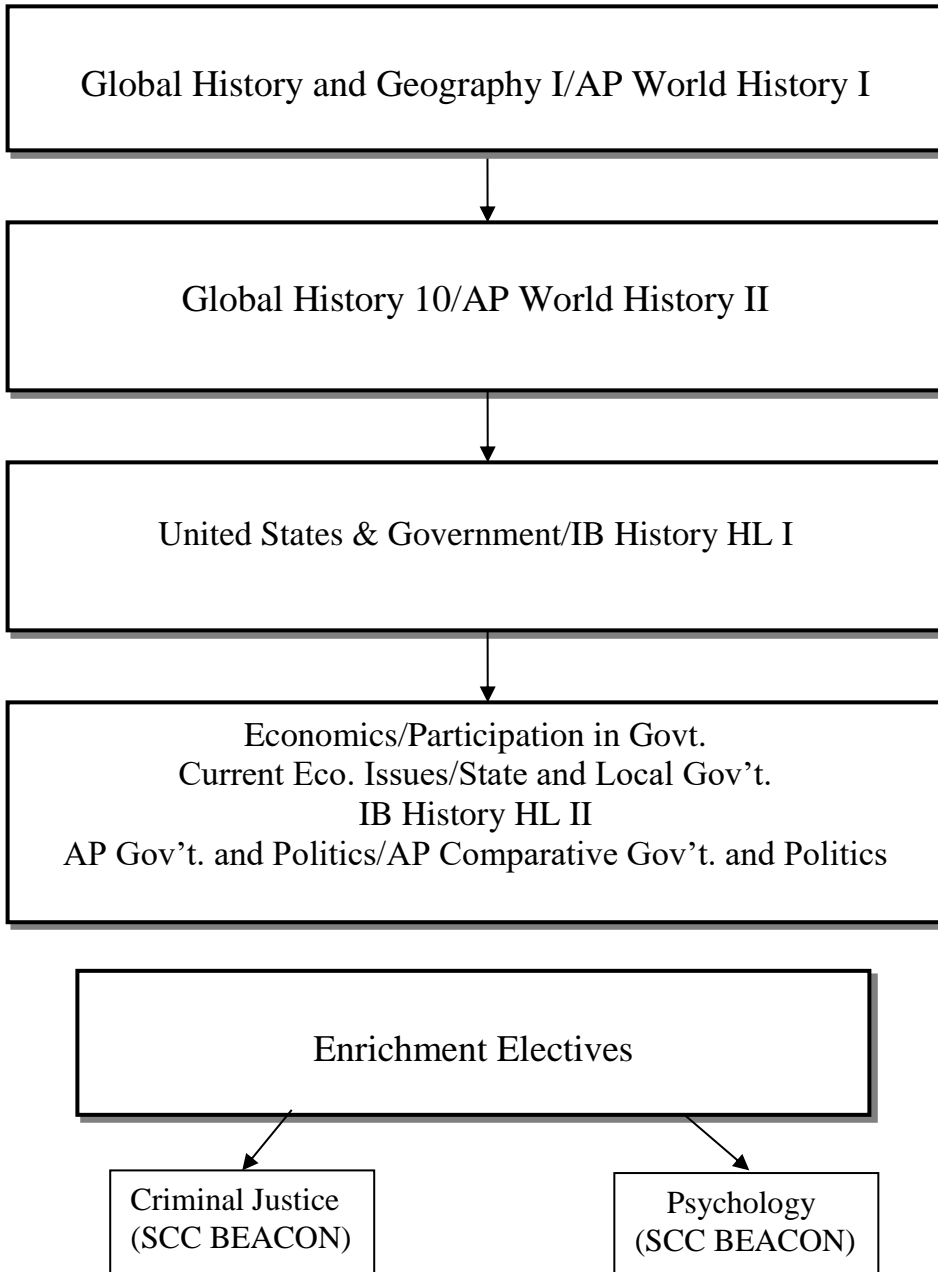 Global History and Geography I/AP World History I
Global History 10/AP World History II
United States & Government/IB History HL I
Economics/Participation in Govt.
Current Eco. Issues/State and Local Gov’t.
IB History HL II
AP Gov’t. and Politics/AP Comparative Gov’t. and Politics
Enrichment Electives
Criminal Justice
(SCC BEACON)
Psychology
(SCC BEACON)